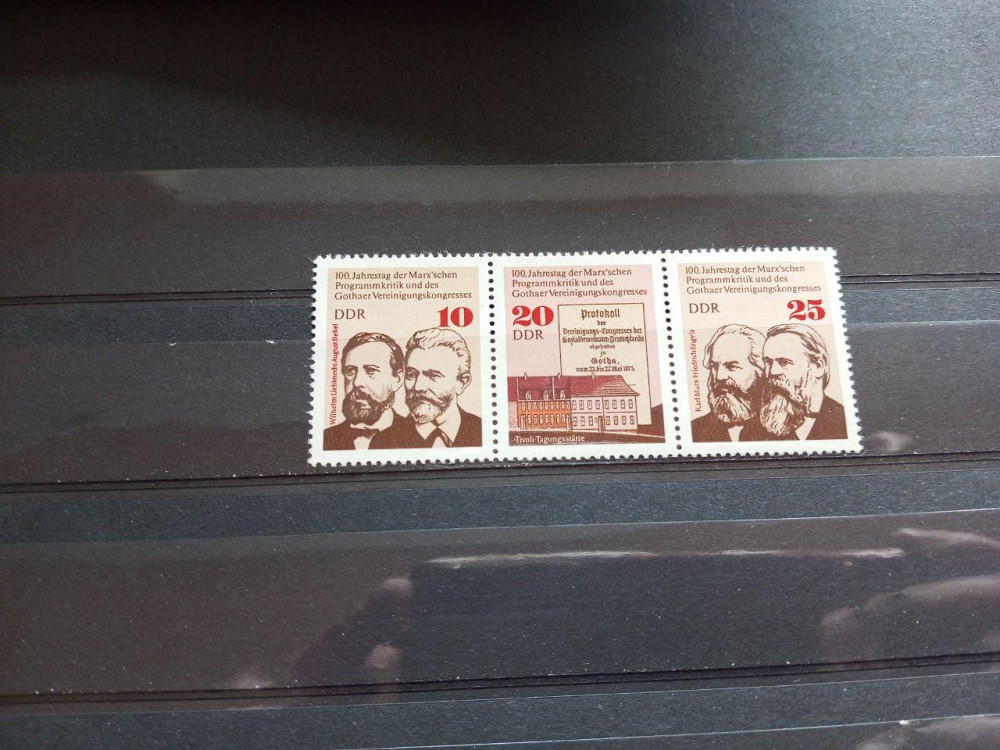 100. Jahrestag der Marx'schen
Programmkritik und des
Gothaer Vereinigungskongresses
DDR 10
Wilhelm Liebknecht·August Bebel
100. Jahrestag der Marx'schen
Programmkritik und des
Gothaer Vereinigungskongresses
20
DDR
Protokoll
des
Vereinigungs-Congresses der
Sozialdemokraten Deutschlands
abgehalten
zu
Gotha,
vom 22. bis 27. Mai 1875.
·Tivoli·Tagungsstätte
100. Jahrestag der Marx'schen
Programmkritik und des
Gothaer Vereinigungskongresses
DDR 25
Karl Marx·Friedrich Engels